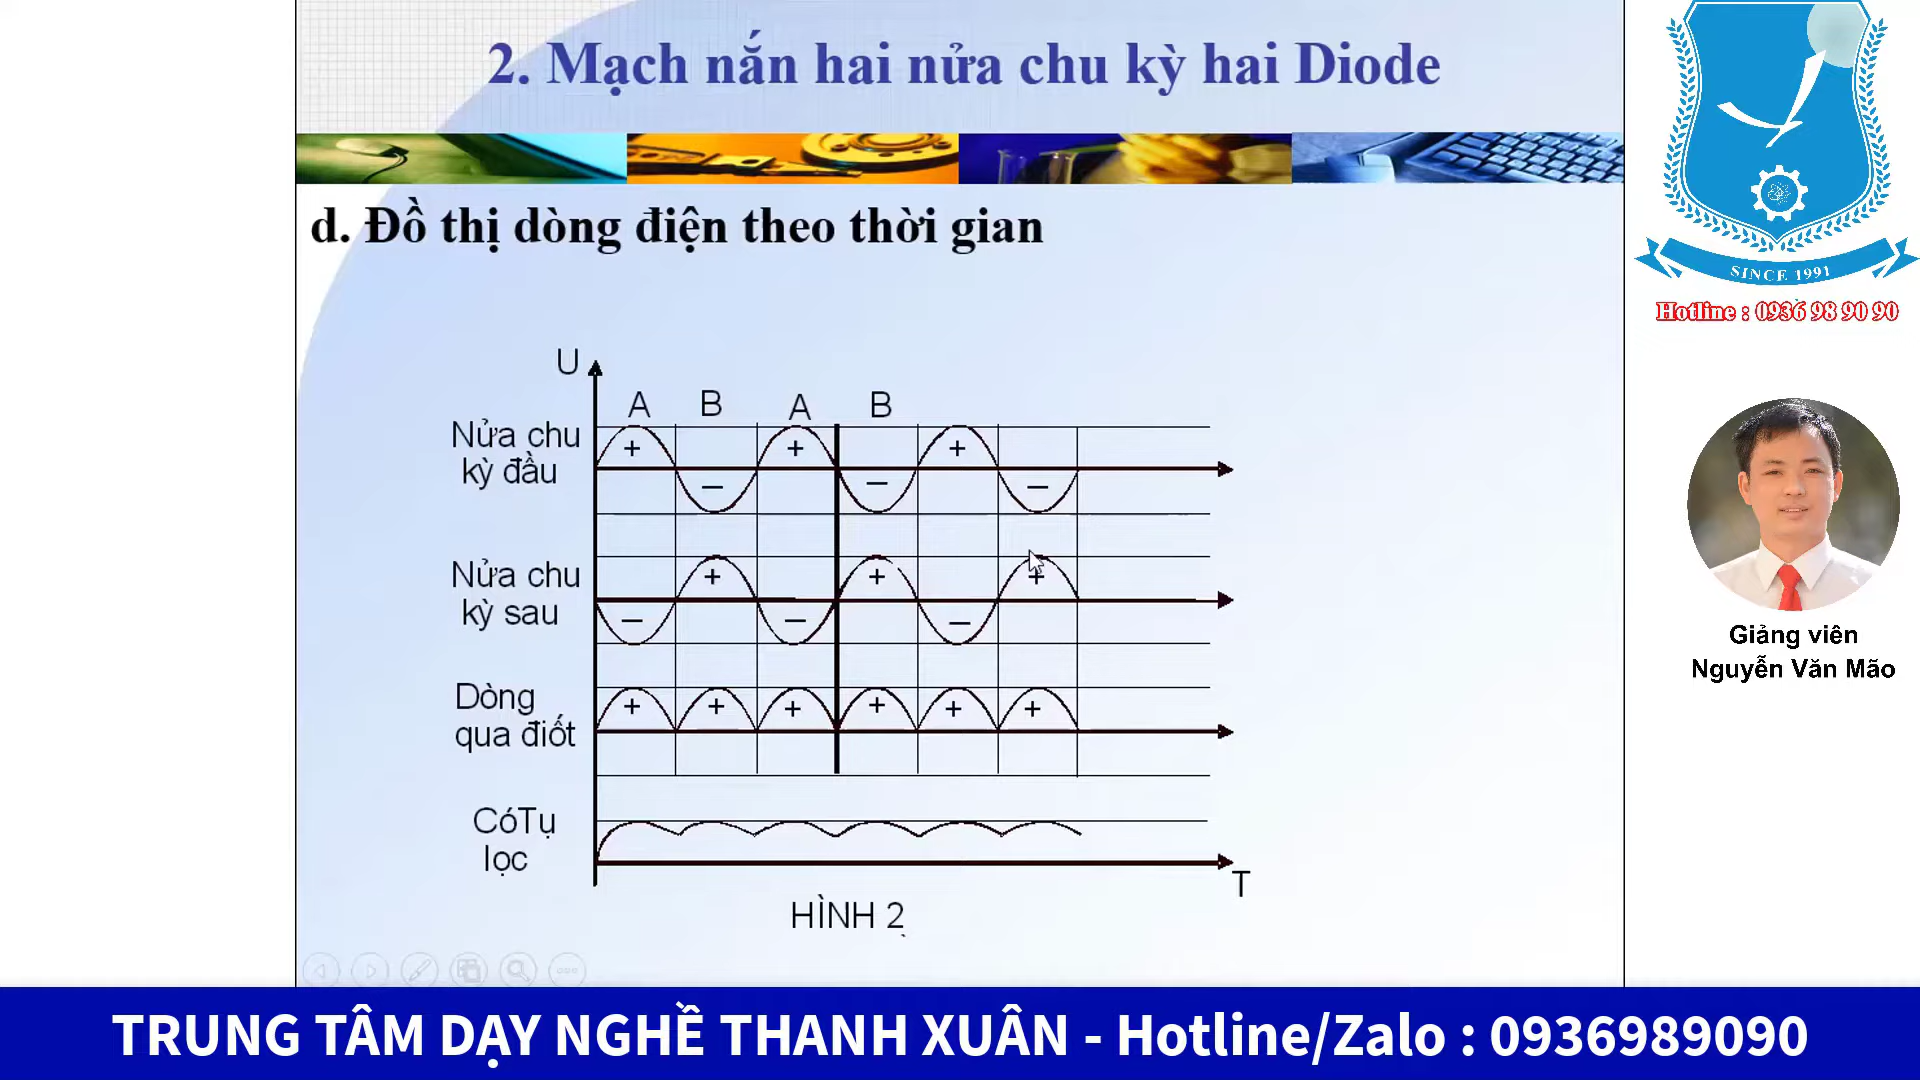 2. Mạch nắn hai nửa chu kỳ hai Diode
SINCE 1991
Hotline : 0936 98 90 90
d. Đồ thị dòng điện theo thời gian
U
A B A B
Nửa chu
kỳ đầu
+ + +
− − −
Nửa chu
kỳ sau
+ + +
− − −
Dòng
qua điốt
+ + + + + +
CóTụ
lọc
T
HÌNH 2
Giảng viên
Nguyễn Văn Mão
TRUNG TÂM DẠY NGHỀ THANH XUÂN - Hotline/Zalo : 0936989090